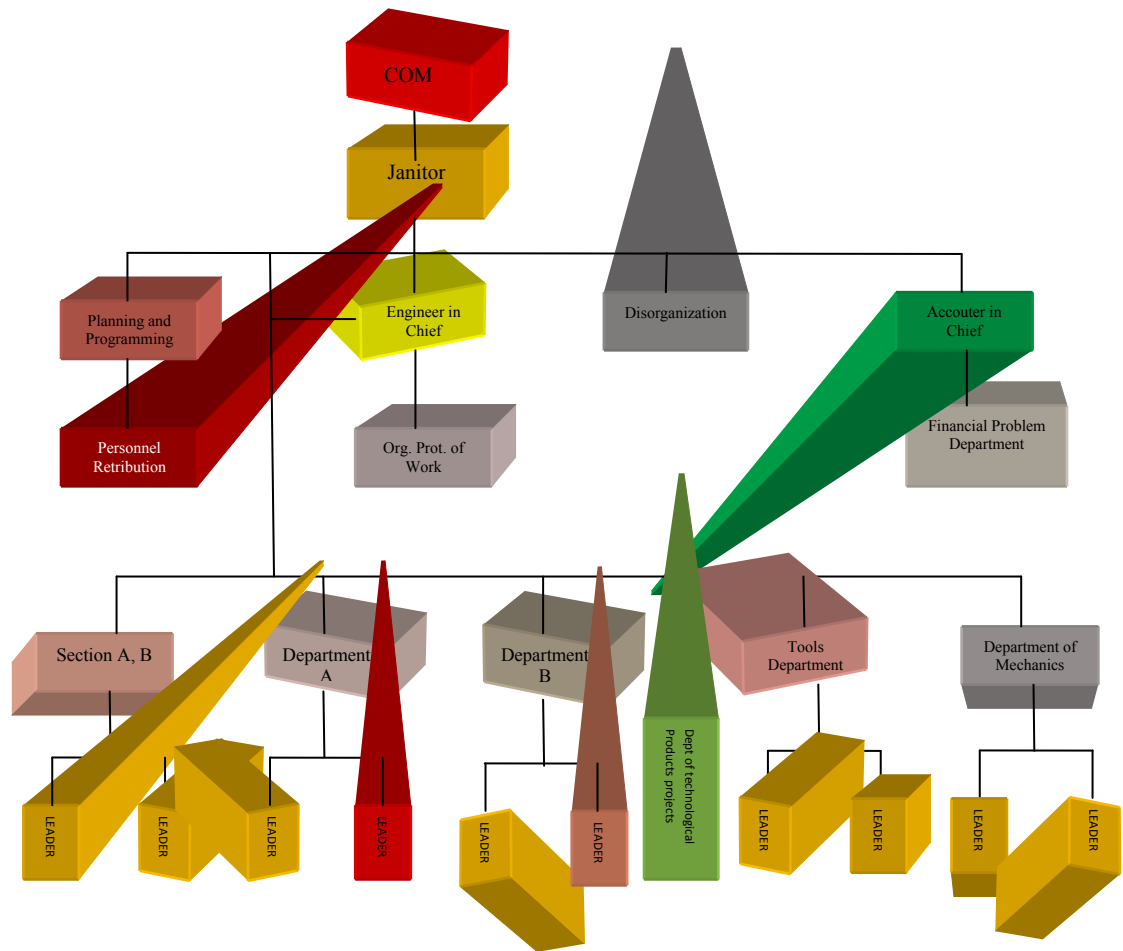 COM
Janitor
Planning and
Programming
Engineer in
Chief
Disorganization
Accouter in
Chief
Personnel
Retribution
Org. Prot. of
Work
Financial Problem
Department
Section A, B
Department
A
Department
B
Tools
Department
Department of
Mechanics
Dept of technological
Products projects
LEADER
LEADER
LEADER
LEADER
LEADER
LEADER
LEADER
LEADER
LEADER
LEADER